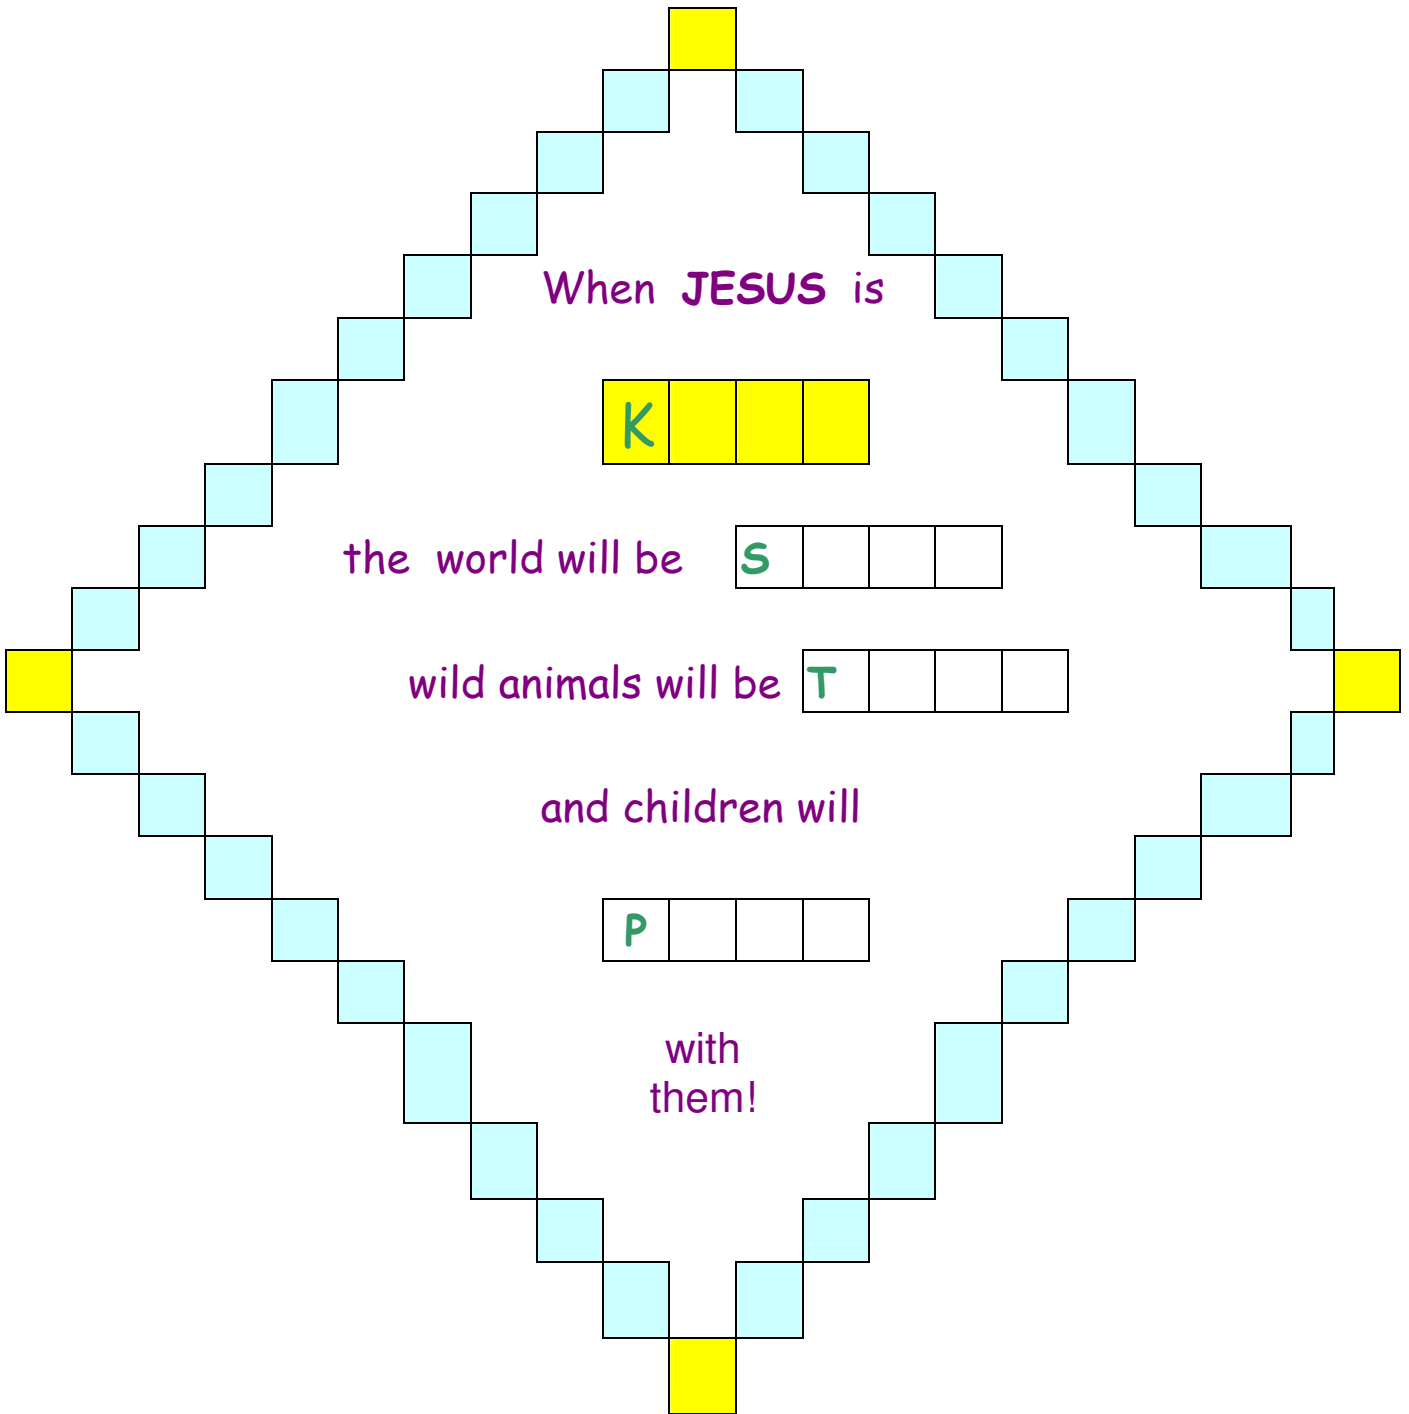 When JESUS is
K
the world will be S
wild animals will be T
and children will
P
with
them!